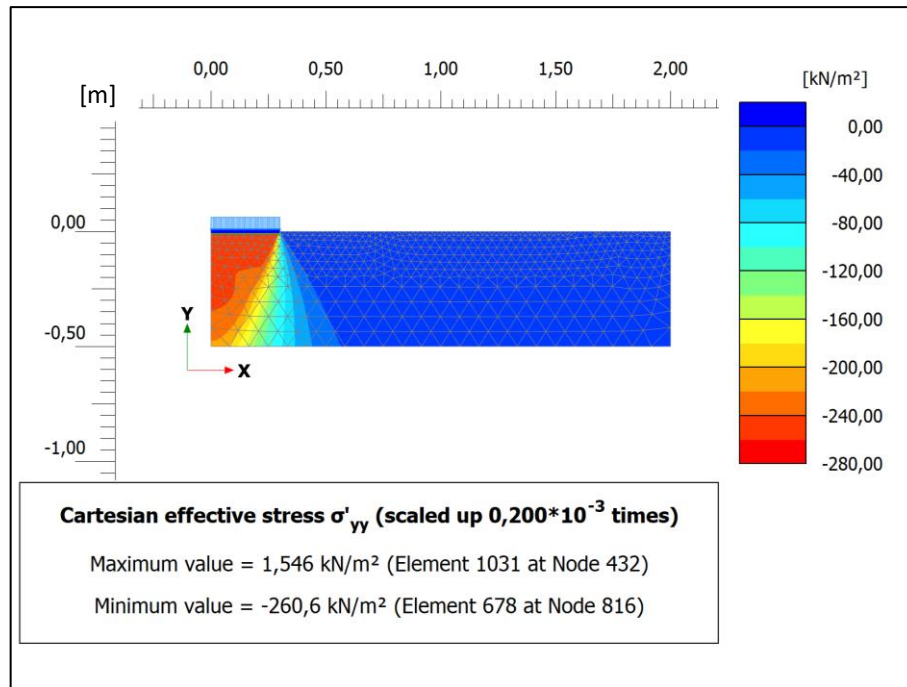 0,00 0,50 1,00 1,50 2,00
[kN/m²]
[m]
0,00
-0,50
-1,00
Y
X
0,00
-40,00
-80,00
-120,00
-160,00
-200,00
-240,00
-280,00
Cartesian effective stress σ'yy (scaled up 0,200*10-3 times)
Maximum value = 1,546 kN/m² (Element 1031 at Node 432)
Minimum value = -260,6 kN/m² (Element 678 at Node 816)